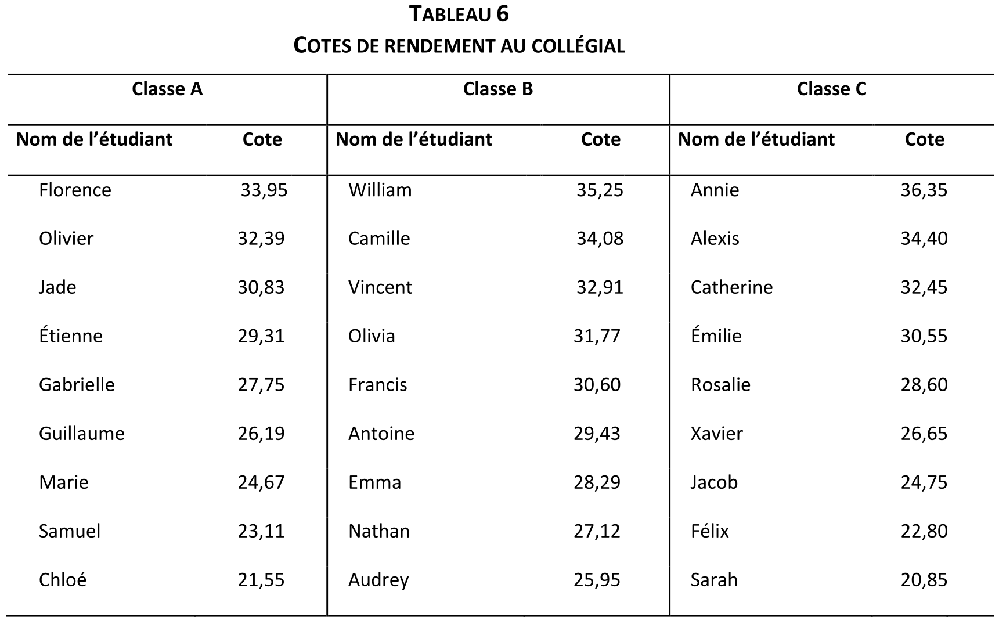 TABLEAU 6
COTES DE RENDEMENT AU COLLÉGIAL
Classe A Classe B Classe C
Nom de l’étudiant Cote Nom de l’étudiant Cote Nom de l’étudiant Cote
Florence 33,95 William 35,25 Annie 36,35
Olivier 32,39 Camille 34,08 Alexis 34,40
Jade 30,83 Vincent 32,91 Catherine 32,45
Étienne 29,31 Olivia 31,77 Émilie 30,55
Gabrielle 27,75 Francis 30,60 Rosalie 28,60
Guillaume 26,19 Antoine 29,43 Xavier 26,65
Marie 24,67 Emma 28,29 Jacob 24,75
Samuel 23,11 Nathan 27,12 Félix 22,80
Chloé 21,55 Audrey 25,95 Sarah 20,85